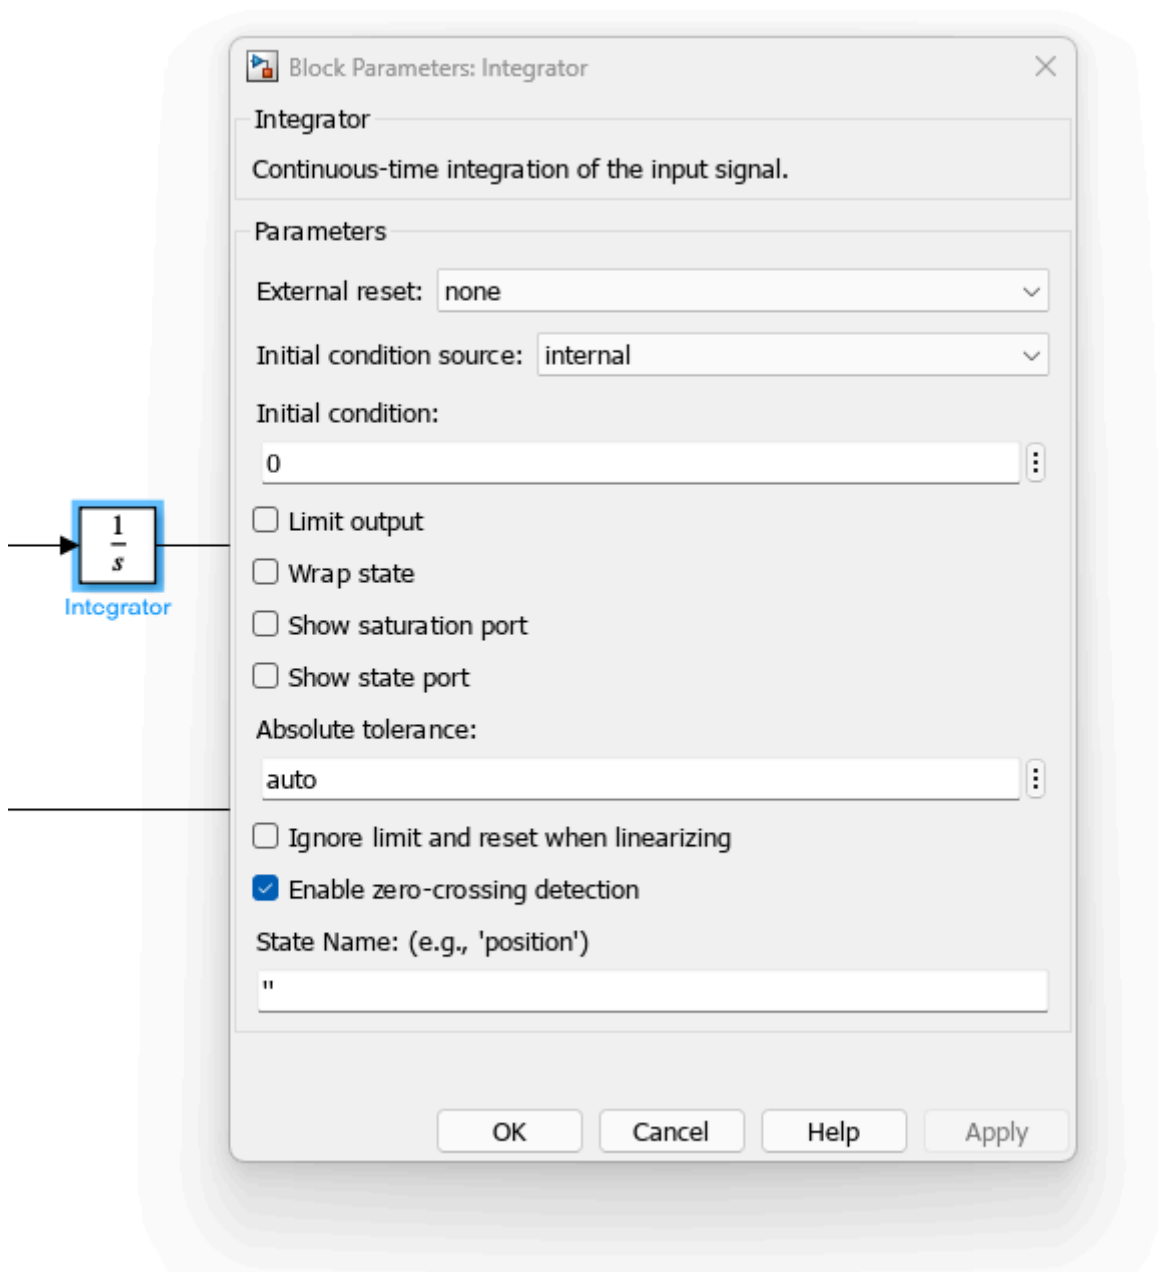 Block Parameters: Integrator
Integrator
Continuous-time integration of the input signal.
Parameters
External reset: none
Initial condition source: internal
Initial condition:
0
Limit output
Wrap state
Show saturation port
Show state port
Absolute tolerance:
auto
Ignore limit and reset when linearizing
Enable zero-crossing detection
State Name: (e.g., 'position')
''
OK Cancel Help Apply
1
s
Integrator